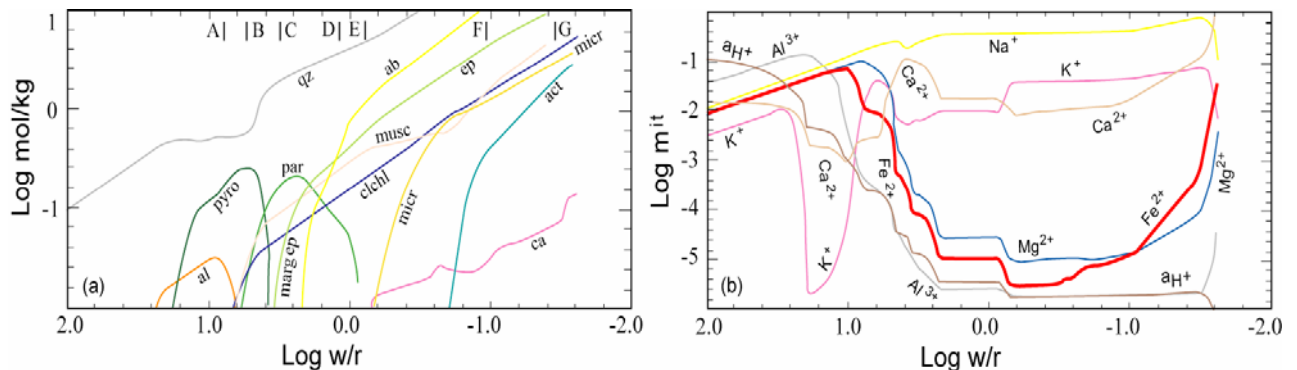 A B C D E F G
qz
ab
ep
micr
act
musc
par
clchl
pyro
al
marg
ep
micr
ca
1
0
-1
Log mol/kg
(a)
2.0 1.0 0.0 -1.0 -2.0
Log w/r
aH+
Al3+
Na+
K+
Ca2+
Ca2+
K+
Ca2+
K+
Fe2+
Mg2+
Fe2+
Mg2+
Al3+
aH+
-1
-2
-3
-4
-5
Log mit
(b)
2.0 1.0 0.0 -1.0 -2.0
Log w/r